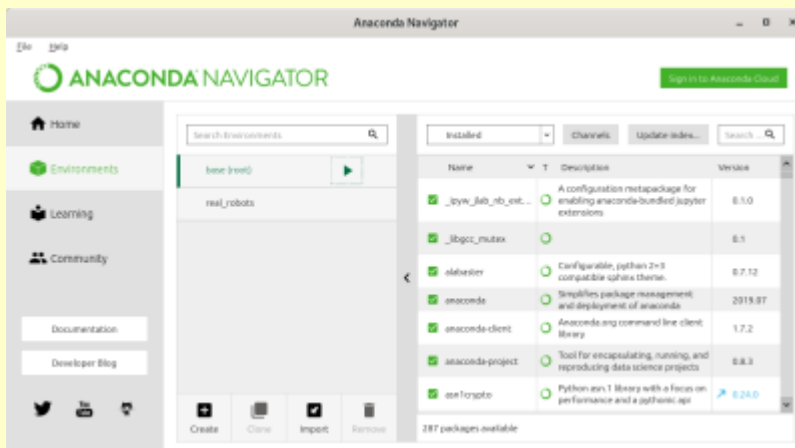 Anaconda Navigator
File Help
ANACONDA NAVIGATOR
Sign in to Anaconda Cloud
Home
Environments
Learning
Community
Documentation
Developer Blog
You Tube
Search Environments
base (root)
real_robots
Create Clone Import Remove
Installed Channels Update index... Search ...
Name T Description Version
_ipyw_jlab_nb_ext... A configuration metapackage for enabling anaconda-bundled jupyter extensions 0.1.0
_libgcc_mutex 0.1
alabaster Configurable, python 2+3 compatible sphinx theme. 0.7.12
anaconda Simplifies package management and deployment of anaconda 2019.07
anaconda-client Anaconda.org command line client library 1.7.2
anaconda-project Tool for encapsulating, running, and reproducing data science projects 0.8.3
asn1crypto Python asn.1 library with a focus on performance and a pythonic api 0.24.0
287 packages available